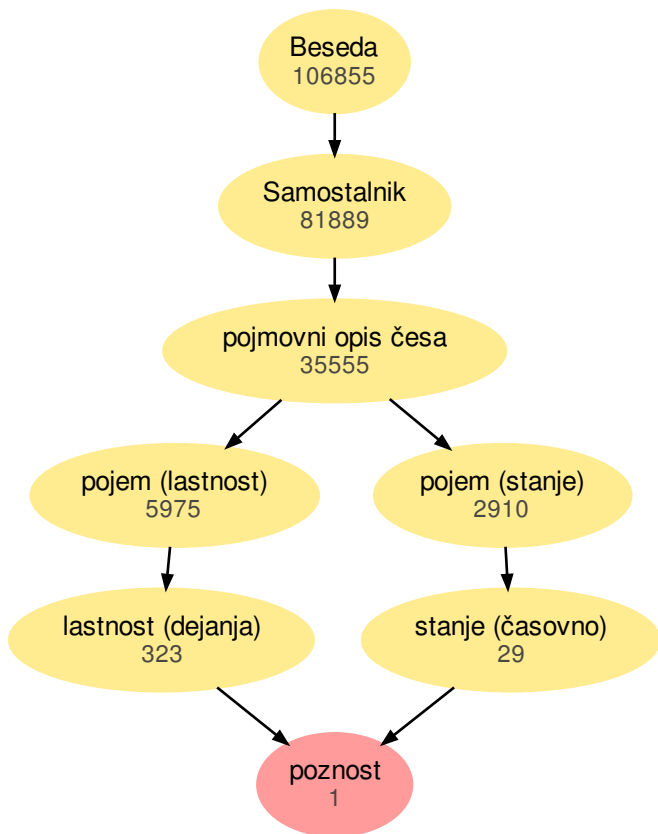 Beseda
106855
Samostalnik
81889
pojmovni opis česa
35555
pojem (lastnost)
5975
pojem (stanje)
2910
lastnost (dejanja)
323
stanje (časovno)
29
poznost
1